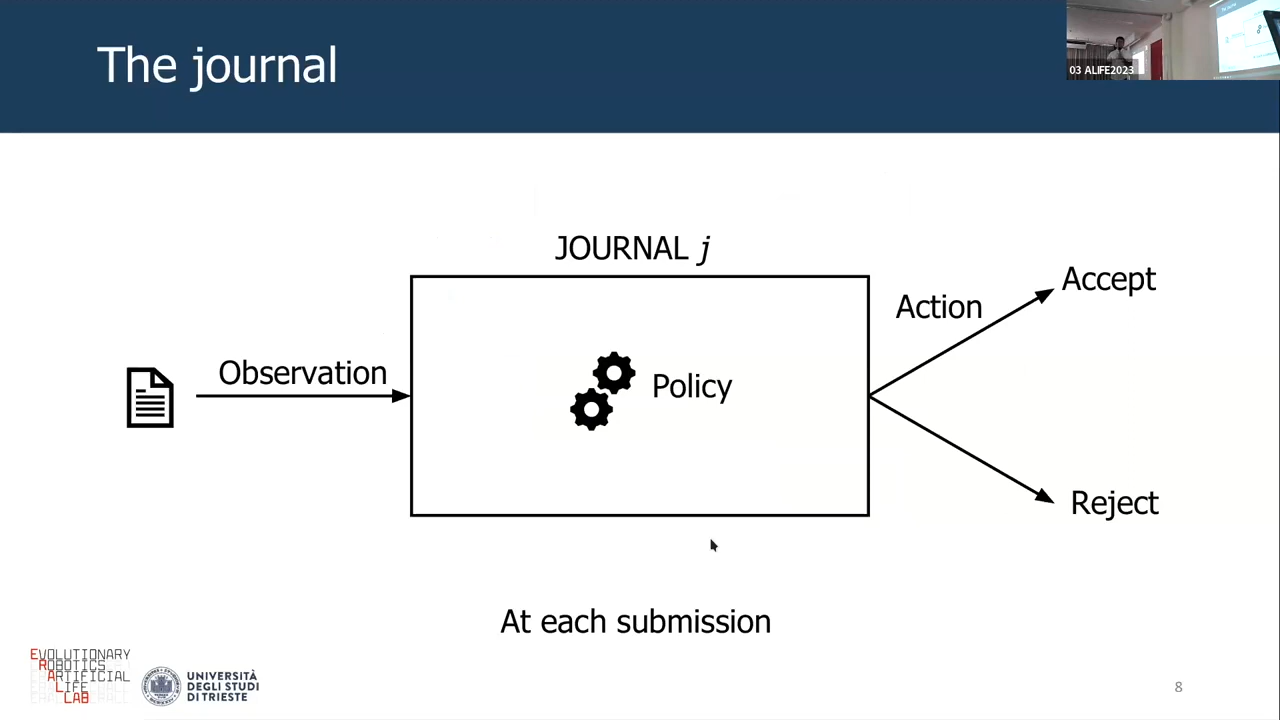 The journal
03 ALIFE2023
JOURNAL j
Observation
Policy
Action
Accept
Reject
At each submission
EVOLUTIONARY
ROBOTICS
ARTIFICIAL
LIFE
LAB
UNIVERSITÀ
DEGLI STUDI
DI TRIESTE
8